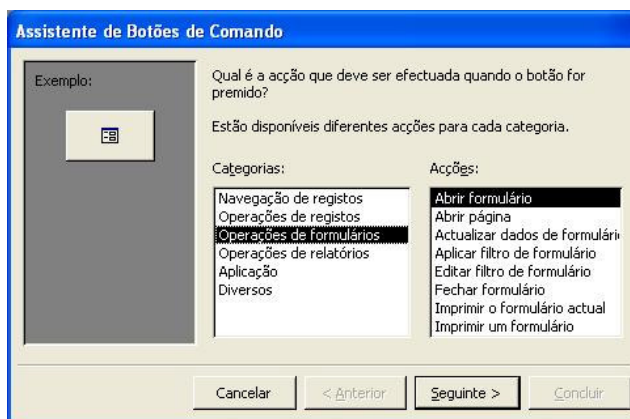 Assistente de Botões de Comando
Exemplo:
Qual é a acção que deve ser efectuada quando o botão for
premido?
Estão disponíveis diferentes acções para cada categoria.
Categorias:
Navegação de registos
Operações de registos
Operações de formulários
Operações de relatórios
Aplicação
Diversos
Acções:
Abrir formulário
Abrir página
Actualizar dados de formulári
Aplicar filtro de formulário
Editar filtro de formulário
Fechar formulário
Imprimir o formulário actual
Imprimir um formulário
Cancelar
< Anterior
Seguinte >
Concluir